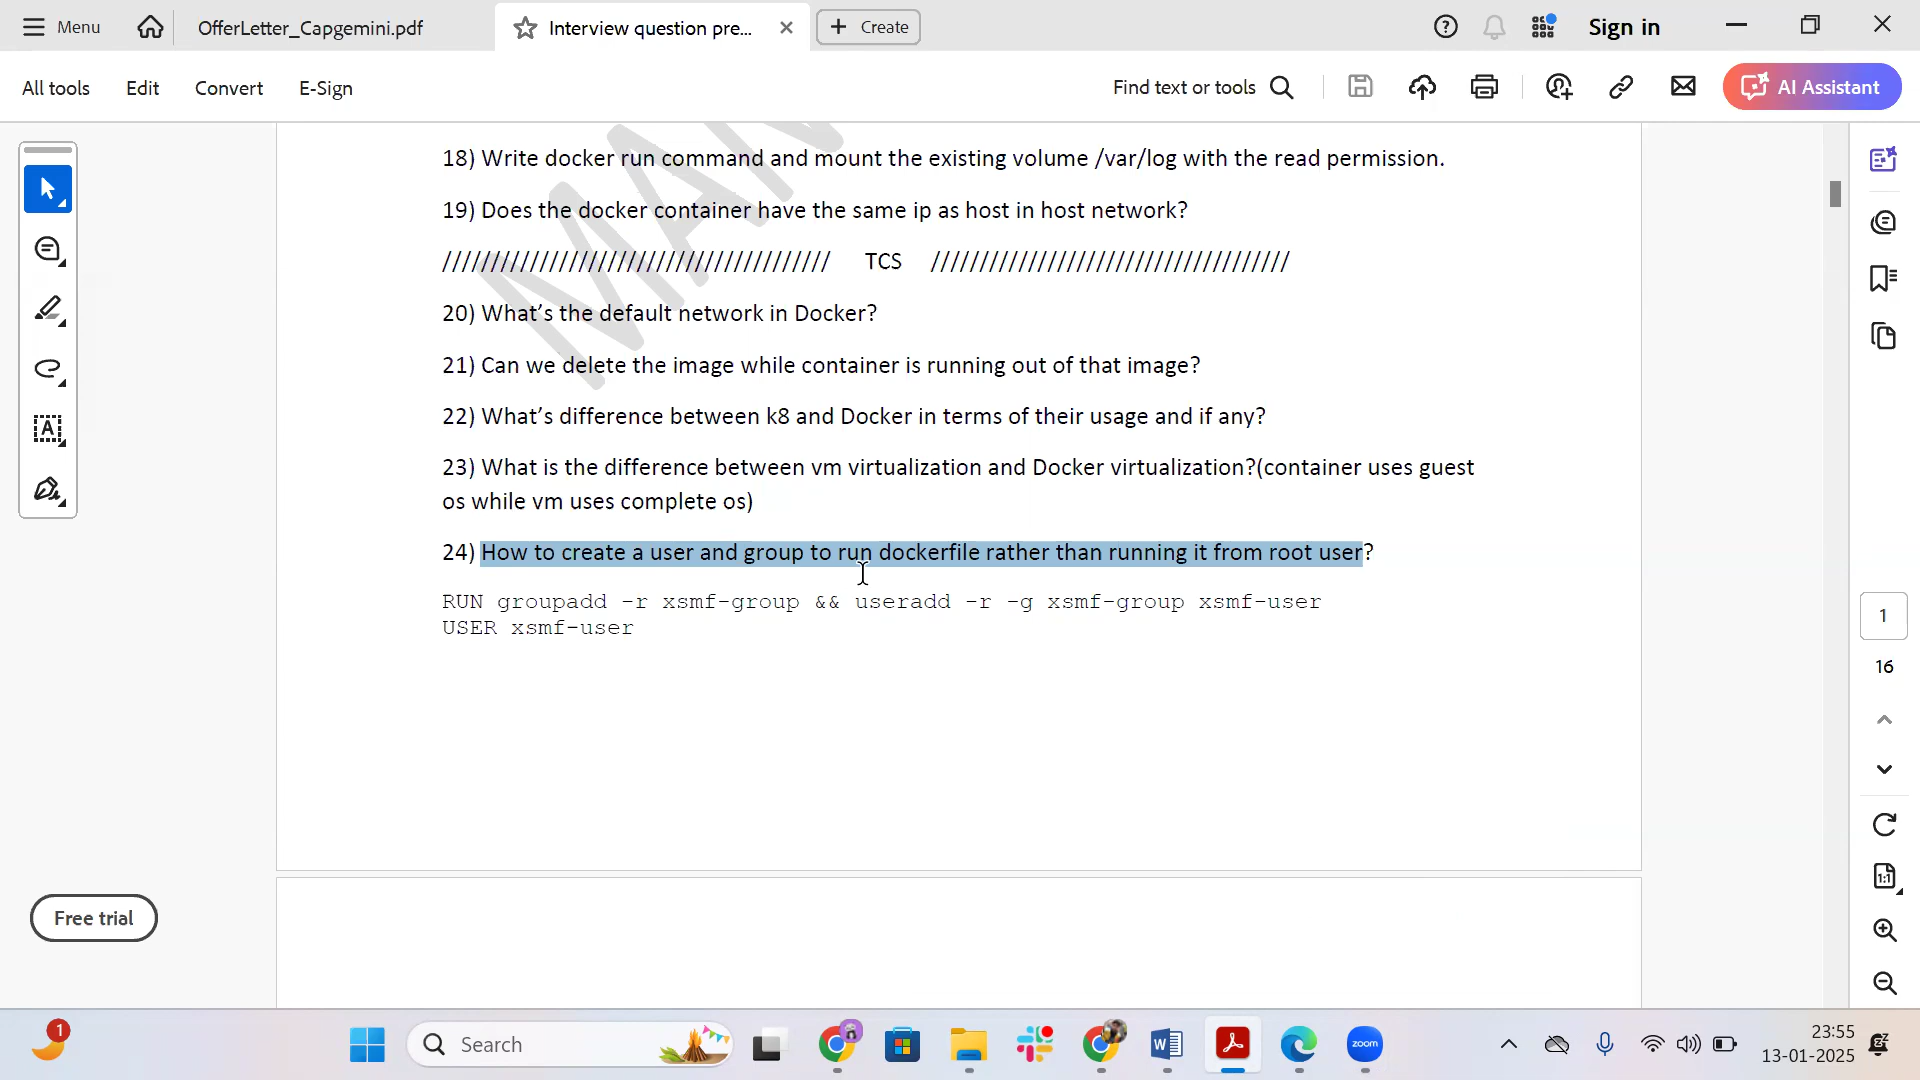 Menu
OfferLetter_Capgemini.pdf
Interview question pre...
Create
Sign in
All tools
Edit
Convert
E-Sign
Find text or tools
AI Assistant
18) Write docker run command and mount the existing volume /var/log with the read permission.
19) Does the docker container have the same ip as host in host network?
//////////////////////////////////////// TCS /////////////////////////////////////
20) What’s the default network in Docker?
21) Can we delete the image while container is running out of that image?
22) What’s difference between k8 and Docker in terms of their usage and if any?
23) What is the difference between vm virtualization and Docker virtualization?(container uses guest
os while vm uses complete os)
24) How to create a user and group to run dockerfile rather than running it from root user?
RUN groupadd -r xsmf-group && useradd -r -g xsmf-group xsmf-user
USER xsmf-user
1
16
1:1
Free trial
1
Search
zoom
23:55
13-01-2025